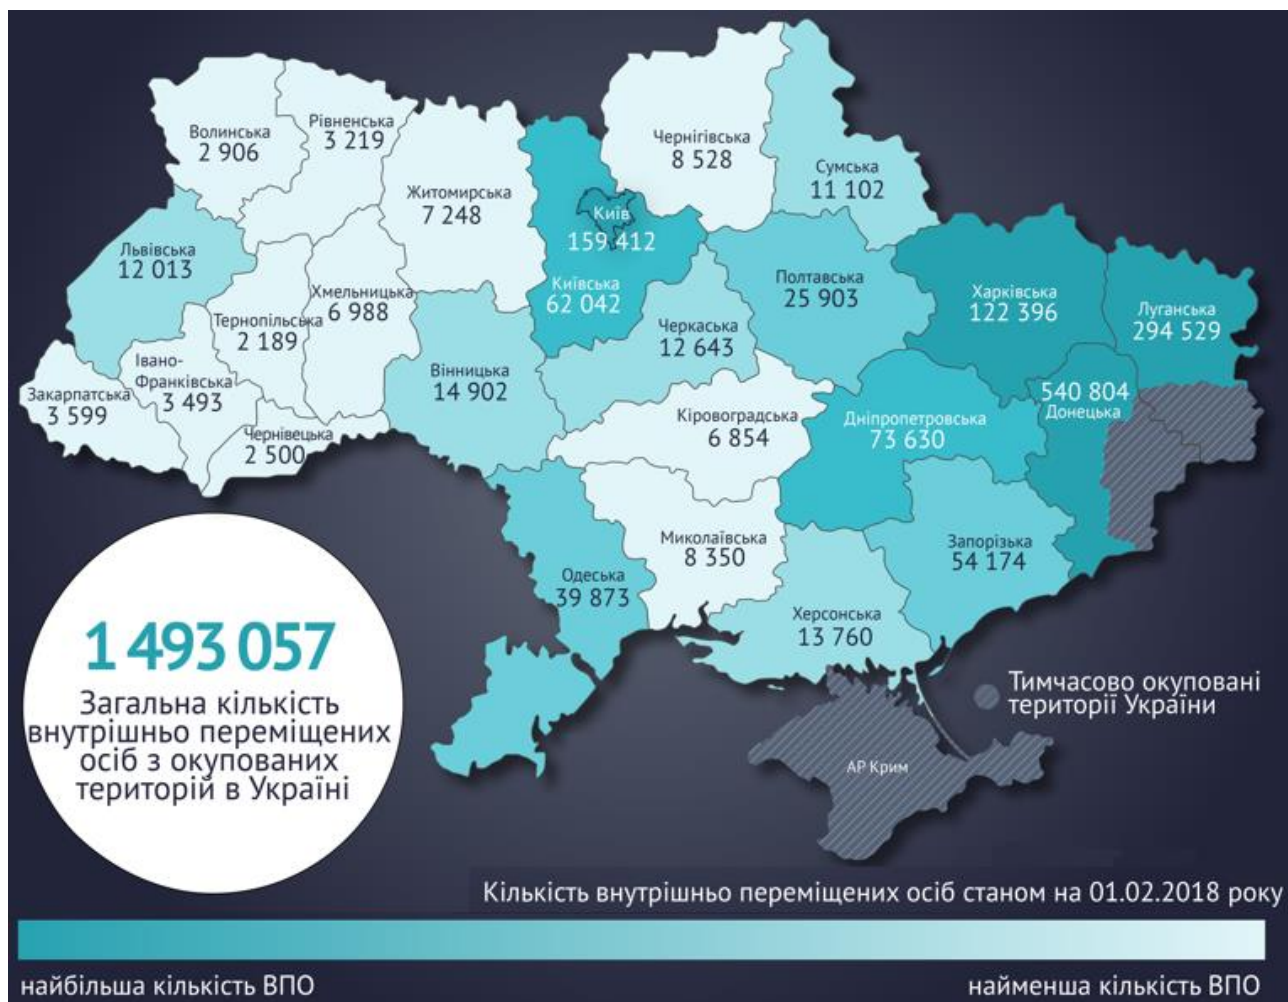 Волинська
2 906
Рівненська
3 219
Житомирська
7 248
Київ
159 412
Київська
62 042
Чернігівська
8 528
Сумська
11 102
Львівська
12 013
Тернопільська
2 189
Хмельницька
6 988
Івано-
Франківська
3 493
Закарпатська
3 599
Чернівецька
2 500
Вінницька
14 902
Черкаська
12 643
Полтавська
25 903
Харківська
122 396
Луганська
294 529
540 804
Донецька
Кіровоградська
6 854
Дніпропетровська
73 630
Миколаївська
8 350
Запорізька
54 174
Одеська
39 873
Херсонська
13 760
АР Крим
Тимчасово окуповані
території України
1 493 057
Загальна кількість
внутрішньо переміщених
осіб з окупованих
територій в Україні
Кількість внутрішньо переміщених осіб станом на 01.02.2018 року
найбільша кількість ВПО
найменша кількість ВПО